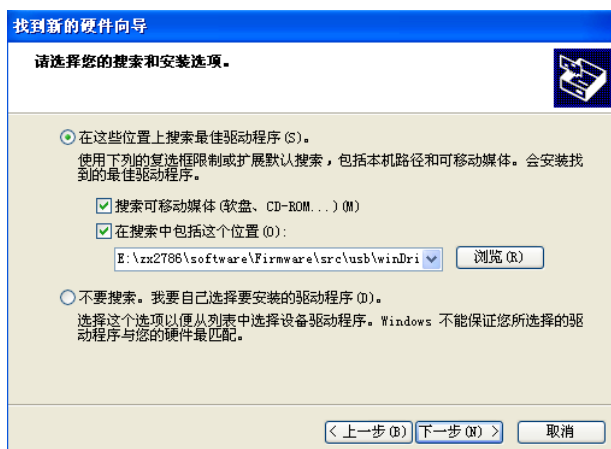 找到新的硬件向导
请选择您的搜索和安装选项。
在这些位置上搜索最佳驱动程序(S)。
使用下列的复选框限制或扩展默认搜索，包括本机路径和可移动媒体。会安装找
到的最佳驱动程序。
搜索可移动媒体(软盘、CD-ROM...)(M)
在搜索中包括这个位置(O):
E:\zx2786\software\Firmware\src\usb\winDri
浏览(R)
不要搜索。我要自己选择要安装的驱动程序(D)。
选择这个选项以便从列表中选择设备驱动程序。Windows 不能保证您所选择的驱
动程序与您的硬件最匹配。
< 上一步(B)
下一步(N) >
取消